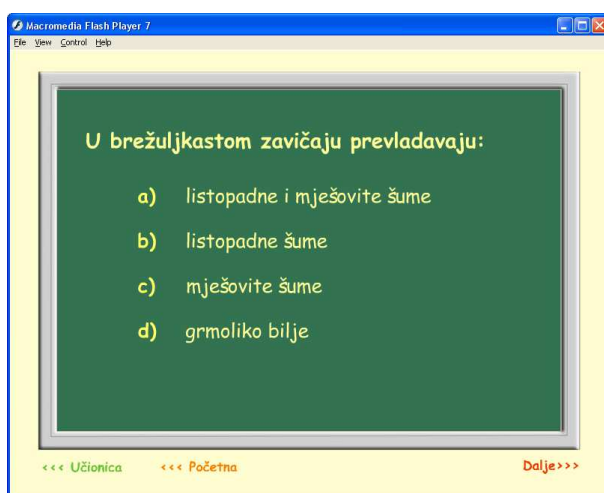 Macromedia Flash Player 7
File View Control Help
U brežuljkastom zavičaju prevladavaju:
a) listopadne i mješovite šume
b) listopadne šume
c) mješovite šume
d) grmoliko bilje
<<< Učionica <<< Početna Dalje>>>